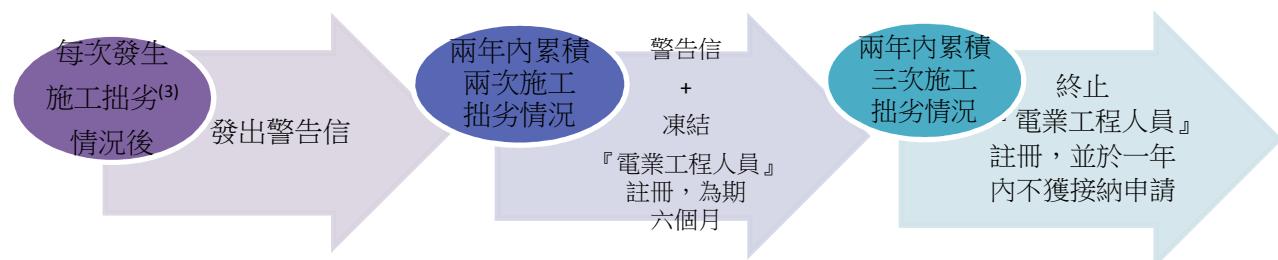 每次發生
施工拙劣(3)
情況後
發出警告信
兩年內累積
兩次施工
拙劣情況
警告信
+
凍結
『電業工程人員』
註冊，為期
六個月
兩年內累積
三次施工
拙劣情況
終止
『電業工程人員』
註冊，並於一年
內不獲接納申請